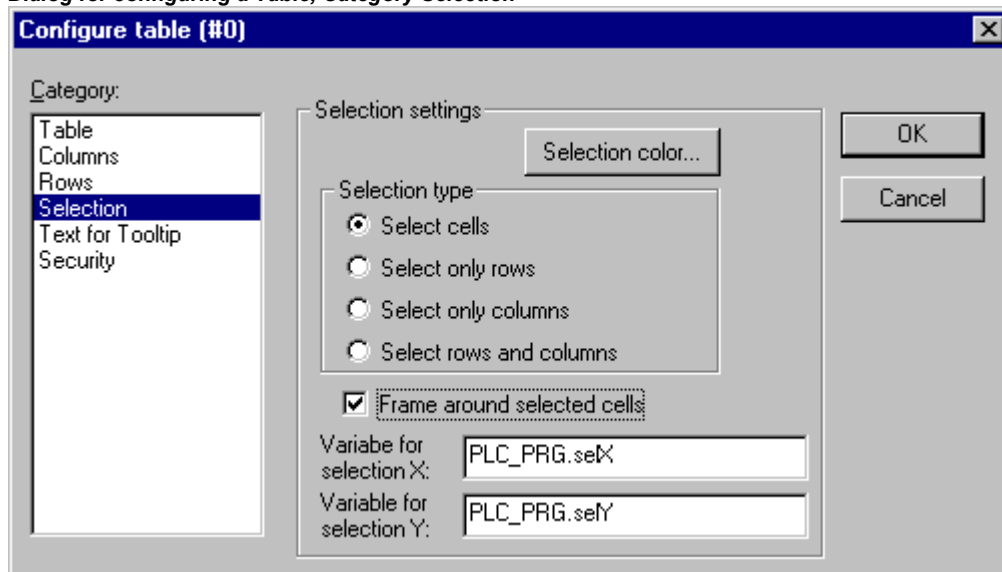 Dialog for configuring a Table, Category Selection
Configure table (#0)
Category:
Table
Columns
Rows
Selection
Text for Tooltip
Security
Selection settings
Selection color...
Selection type
Select cells
Select only rows
Select only columns
Select rows and columns
Frame around selected cells
Variabe for
selection X:
PLC_PRG.selX
Variable for
selection Y:
PLC_PRG.selY
OK
Cancel